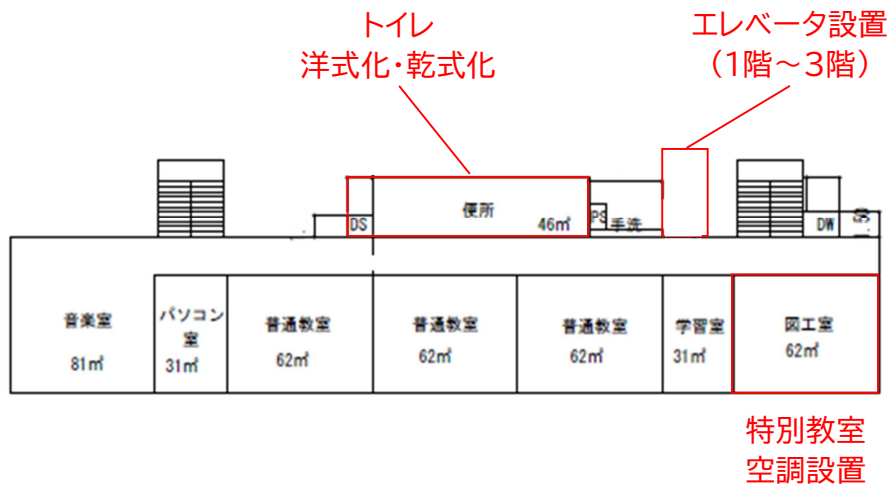 トイレ
洋式化・乾式化
エレベータ設置
（1階～3階）
便所
46㎡
DS
PS
手洗
DW
音楽室
81㎡
パソコン
室
31㎡
普通教室
62㎡
普通教室
62㎡
普通教室
62㎡
学習室
31㎡
図工室
62㎡
特別教室
空調設置